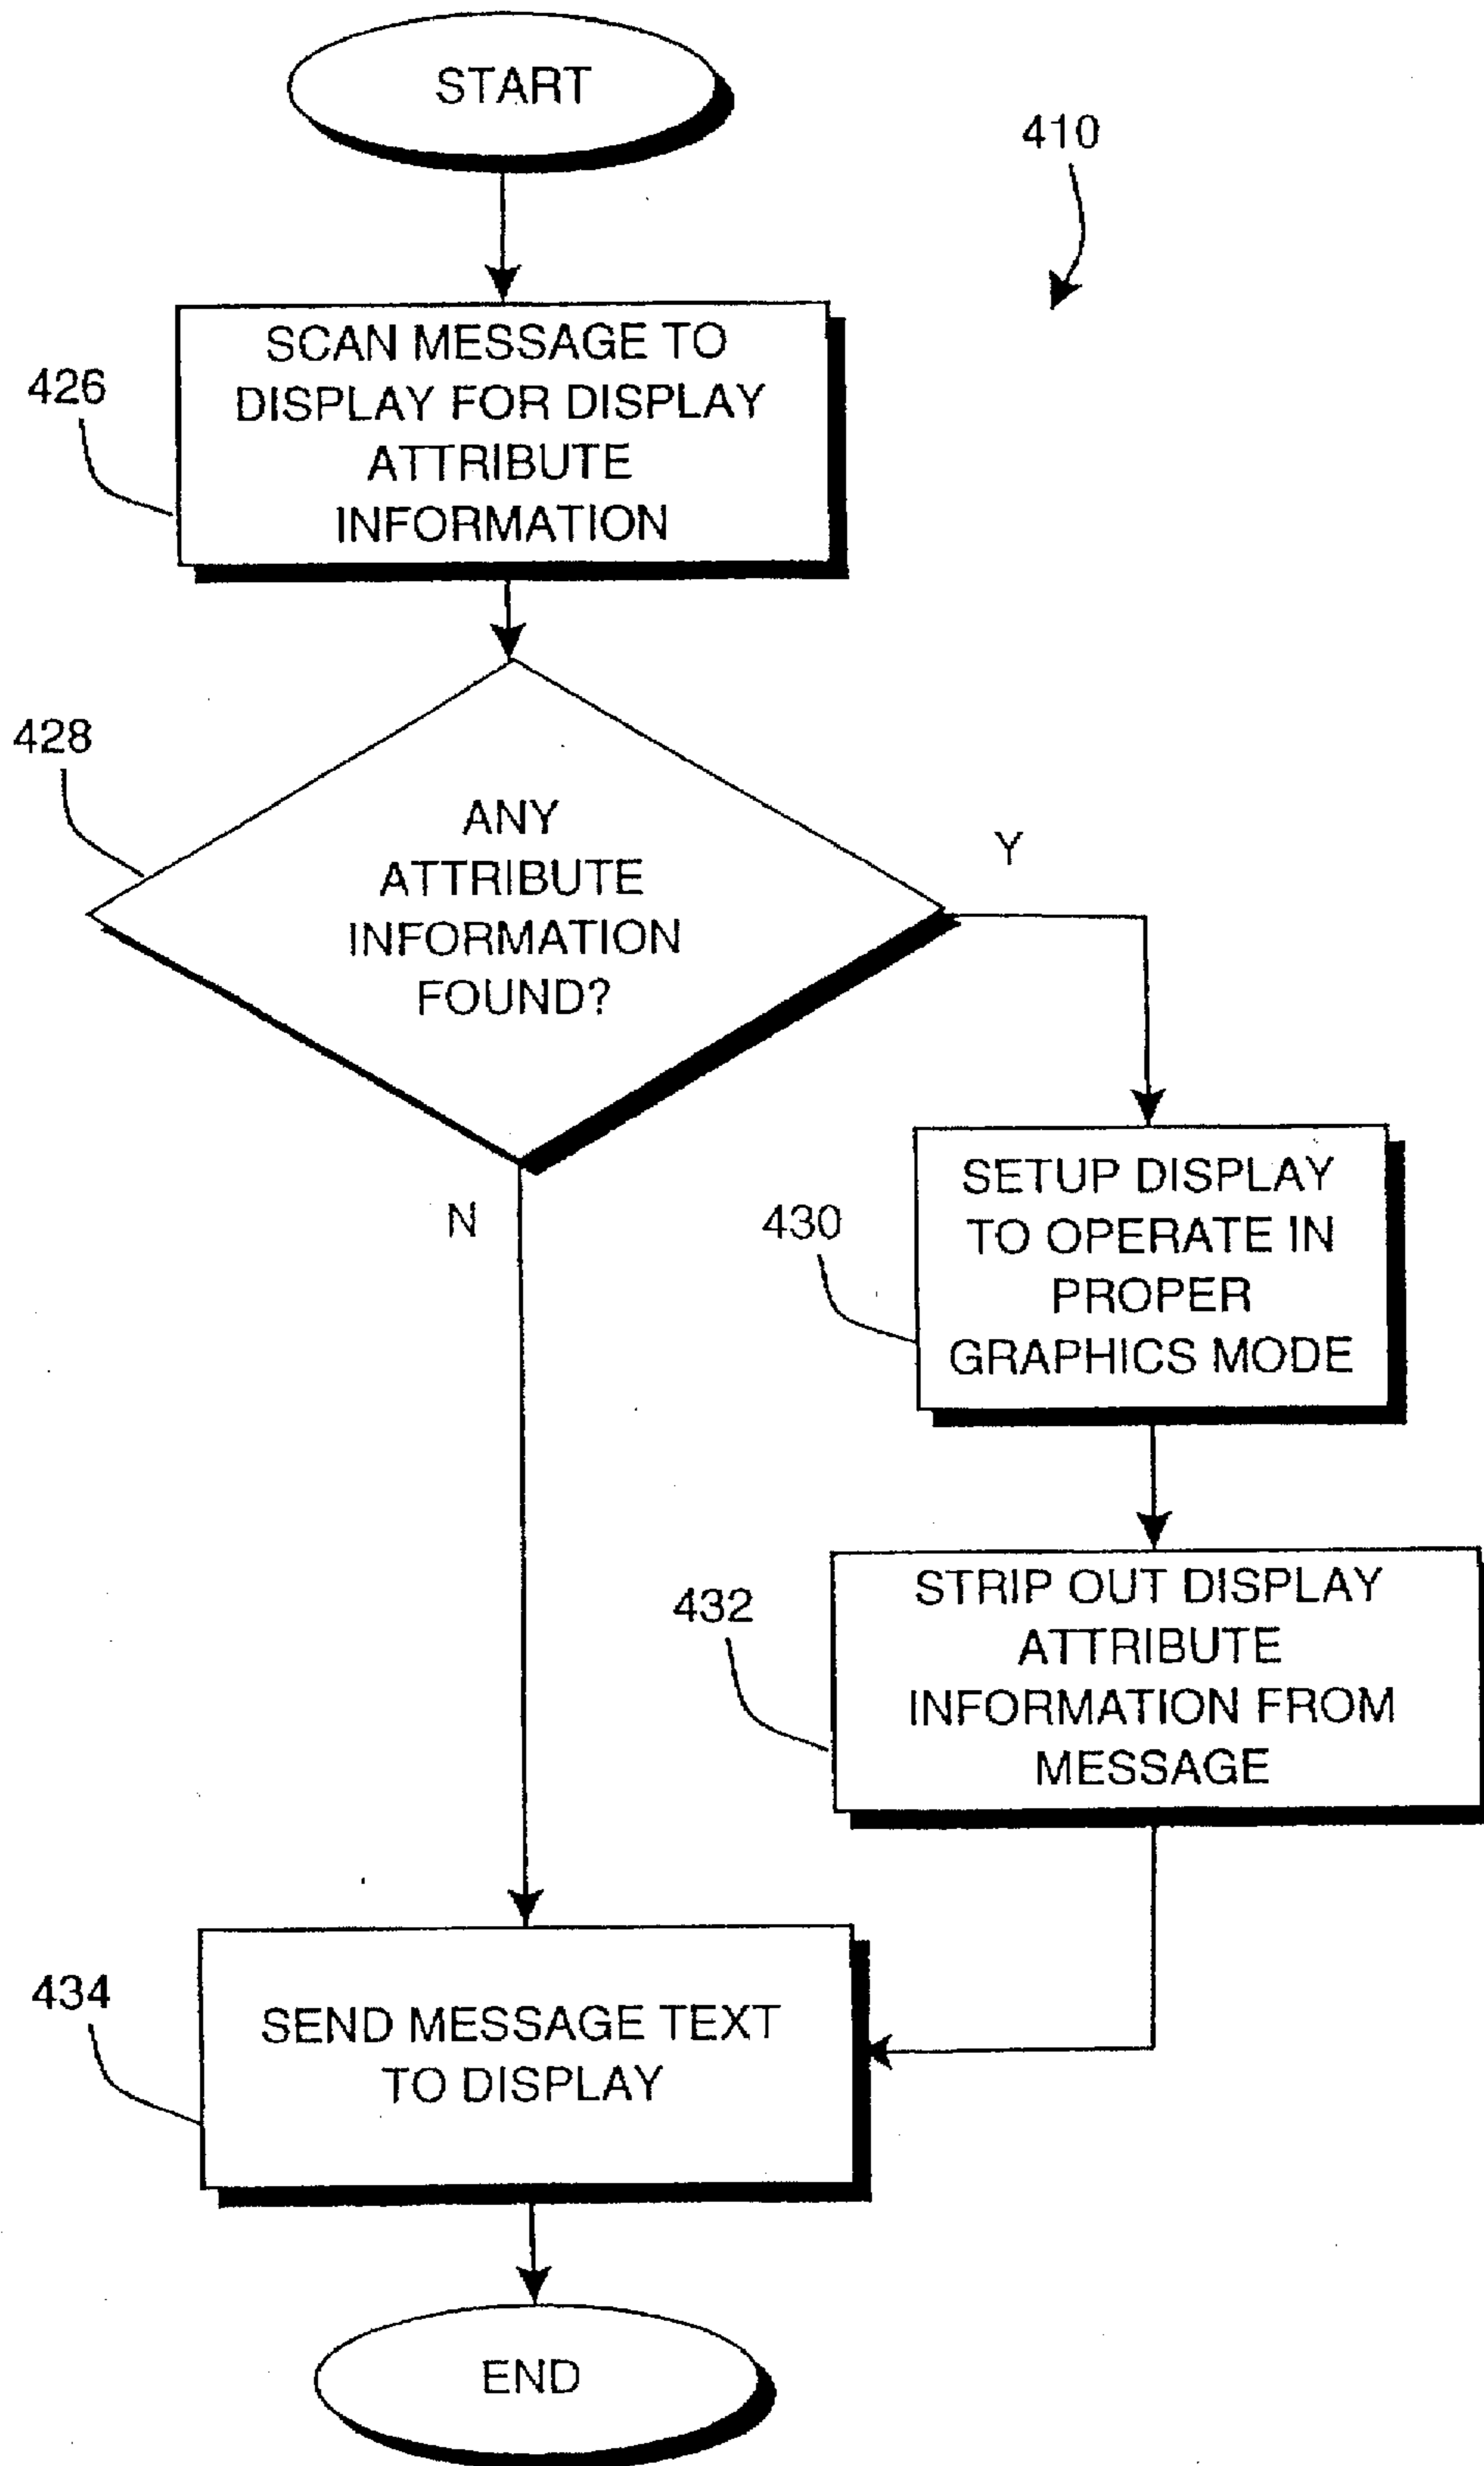 START
410
SCAN MESSAGE TO
DISPLAY FOR DISPLAY
ATTRIBUTE
INFORMATION
426
428
ANY
ATTRIBUTE
INFORMATION
FOUND?
Y
N
SETUP DISPLAY
TO OPERATE IN
PROPER
GRAPHICS MODE
430
STRIP OUT DISPLAY
ATTRIBUTE
INFORMATION FROM
MESSAGE
432
434
SEND MESSAGE TEXT
TO DISPLAY
END